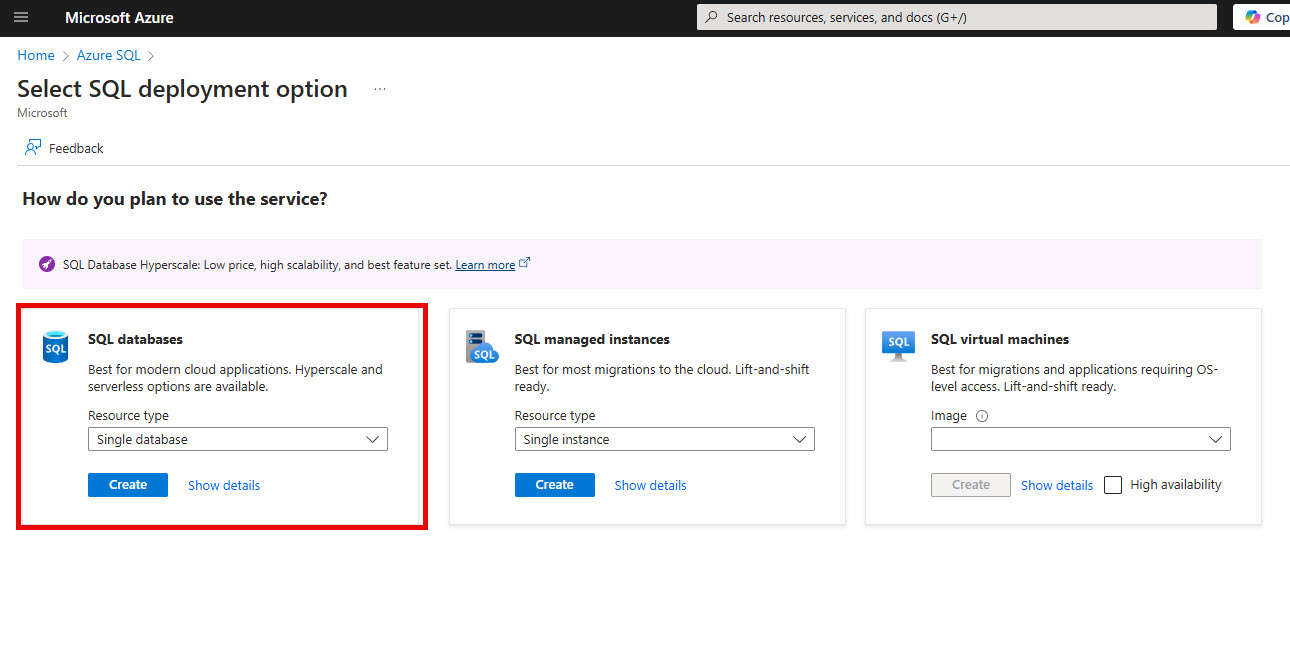 Microsoft Azure
Search resources, services, and docs (G+/)
Cop
Home > Azure SQL >
Select SQL deployment option ...
Microsoft
Feedback
How do you plan to use the service?
SQL Database Hyperscale: Low price, high scalability, and best feature set. Learn more
SQL
SQL databases
Best for modern cloud applications. Hyperscale and
serverless options are available.
Resource type
Single database
Create
Show details
SQL
SQL managed instances
Best for most migrations to the cloud. Lift-and-shift
ready.
Resource type
Single instance
Create
Show details
SQL
SQL virtual machines
Best for migrations and applications requiring OS-
level access. Lift-and-shift ready.
Image
Create
Show details
High availability